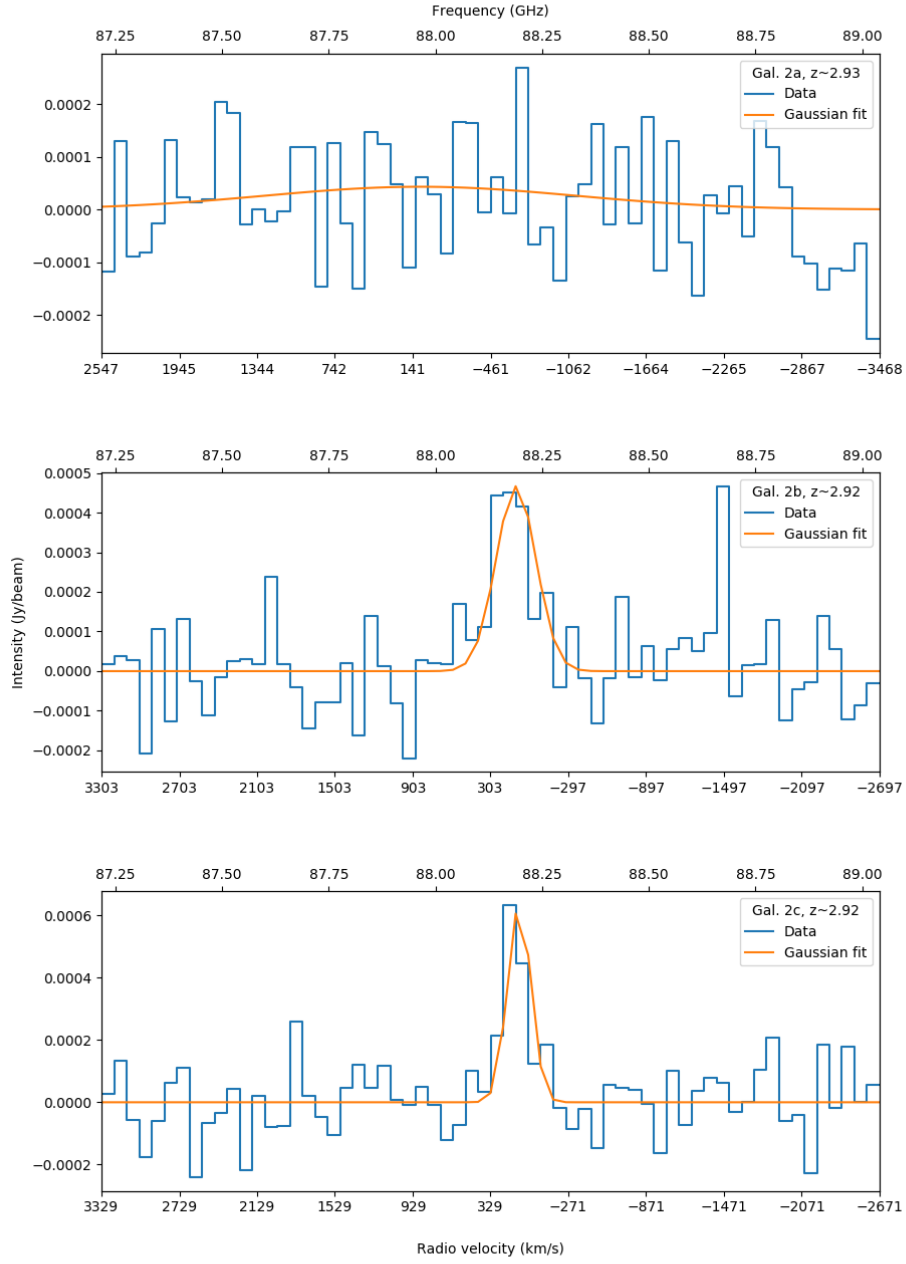 Frequency (GHz)
87.25 87.50 87.75 88.00 88.25 88.50 88.75 89.00
Gal. 2a, z~2.93
Data
Gaussian fit
0.0002
0.0001
0.0000
−0.0001
−0.0002
2547 1945 1344 742 141 −461 −1062 −1664 −2265 −2867 −3468
87.25 87.50 87.75 88.00 88.25 88.50 88.75 89.00
Gal. 2b, z~2.92
Data
Gaussian fit
0.0005
0.0004
0.0003
0.0002
0.0001
0.0000
−0.0001
−0.0002
Intensity (Jy/beam)
3303 2703 2103 1503 903 303 −297 −897 −1497 −2097 −2697
87.25 87.50 87.75 88.00 88.25 88.50 88.75 89.00
Gal. 2c, z~2.92
Data
Gaussian fit
0.0006
0.0004
0.0002
0.0000
−0.0002
3329 2729 2129 1529 929 329 −271 −871 −1471 −2071 −2671
Radio velocity (km/s)